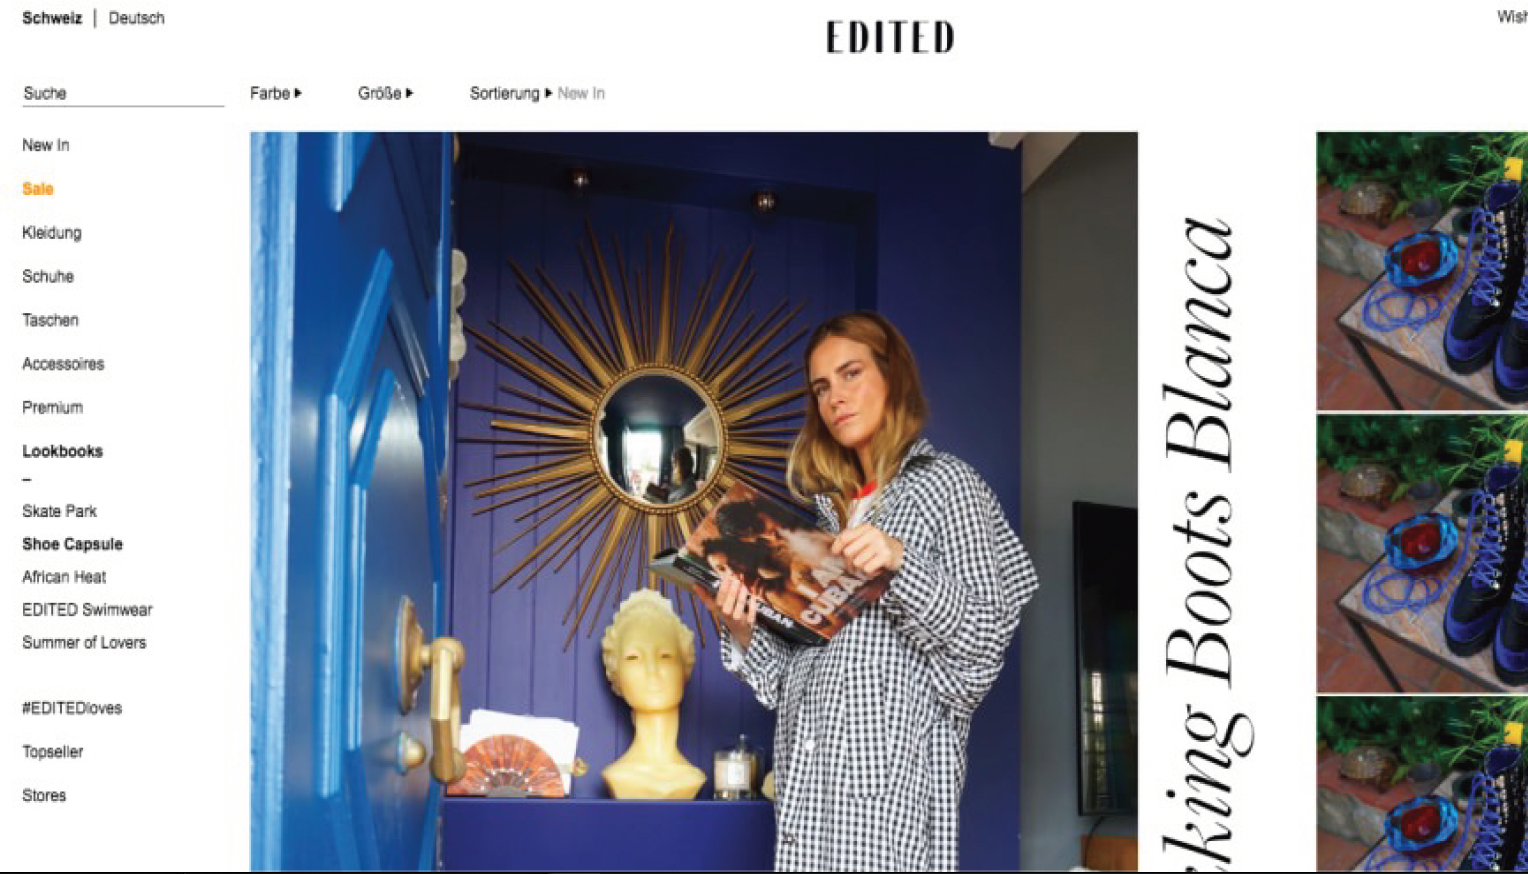 Schweiz | Deutsch
EDITED
Wish
Suche
Farbe
Größe
Sortierung New In
New In
Sale
Kleidung
Schuhe
Taschen
Accessoires
Premium
Lookbooks
–
Skate Park
Shoe Capsule
African Heat
EDITED Swimwear
Summer of Lovers
#EDITEDloves
Topseller
Stores
king Boots Blanca
CUBA